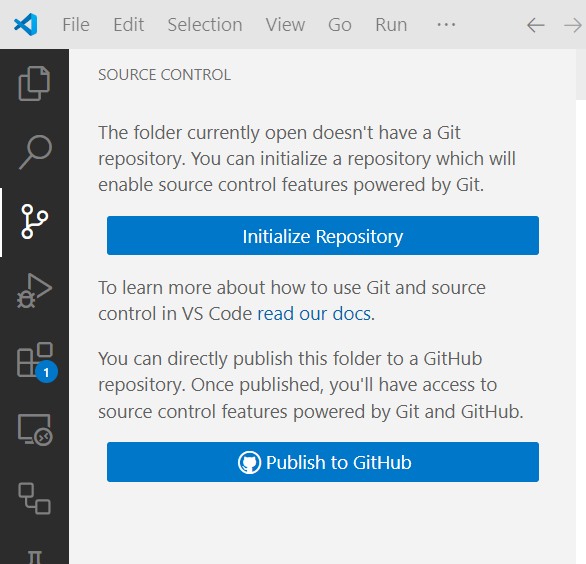 File Edit Selection View Go Run ···
SOURCE CONTROL
The folder currently open doesn't have a Git
repository. You can initialize a repository which will
enable source control features powered by Git.
Initialize Repository
To learn more about how to use Git and source
control in VS Code read our docs.
You can directly publish this folder to a GitHub
repository. Once published, you'll have access to
1
source control features powered by Git and GitHub.
Publish to GitHub